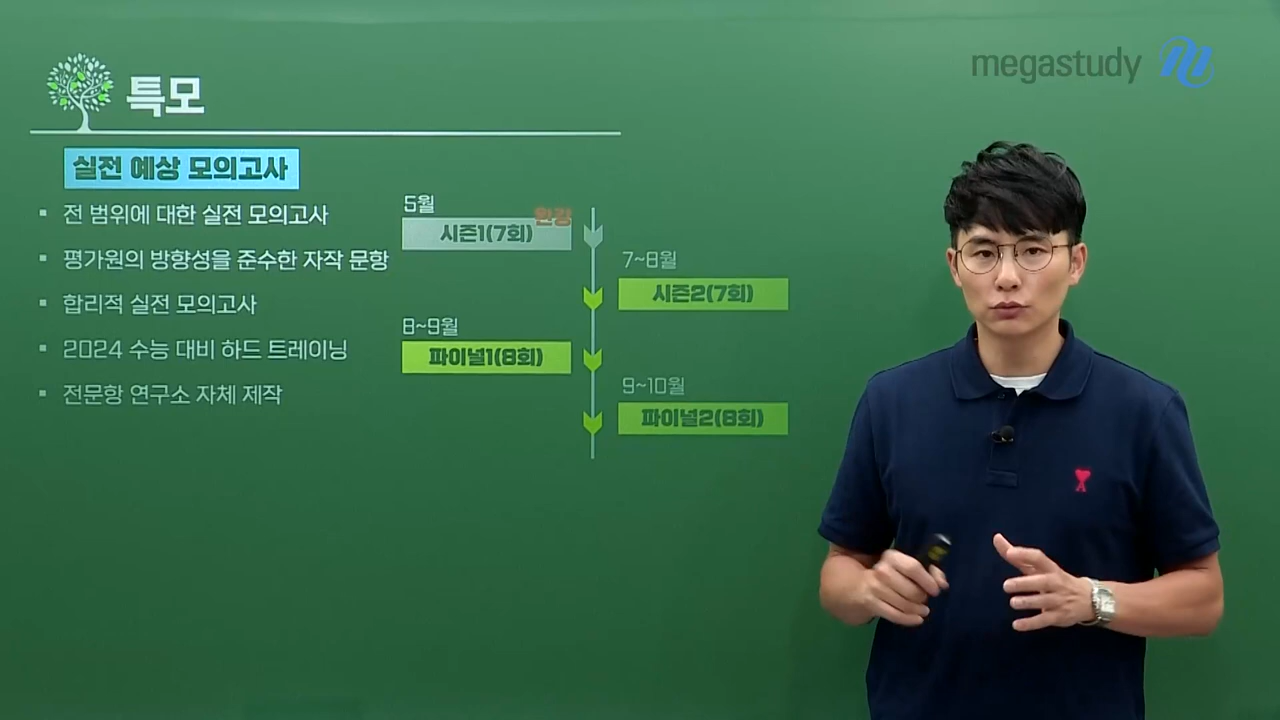 megastudy
특모
실전 예상 모의고사
전 범위에 대한 실전 모의고사
평가원의 방향성을 준수한 자작 문항
합리적 실전 모의고사
2024 수능 대비 하드 트레이닝
전문항 연구소 자체 제작
5월
시즌1(7회)
완강
7~8월
시즌2(7회)
8~9월
파이널1(8회)
9~10월
파이널2(8회)